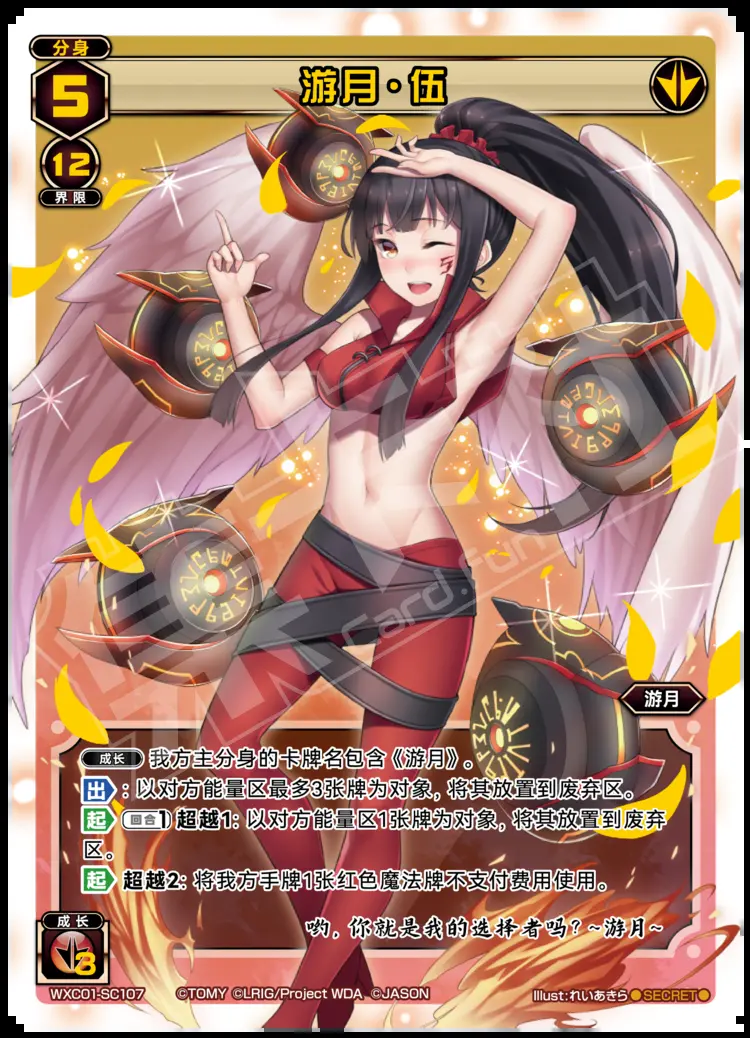 分身
5
游月·伍
12
界限
Card.Fun
游月
成长 我方主分身的卡牌名包含《游月》。
出：以对方能量区最多3张牌为对象，将其放置到废弃区。
起 回合1 超越1：以对方能量区1张牌为对象，将其放置到废弃
区。
起 超越2：将我方手牌1张红色魔法牌不支付费用使用。
哟，你就是我的选择者吗？~游月~
成长
3
WXC01-SC107 ©TOMY ©LRIG/Project WDA ©JASON Illust:れいあきら●SECRET●